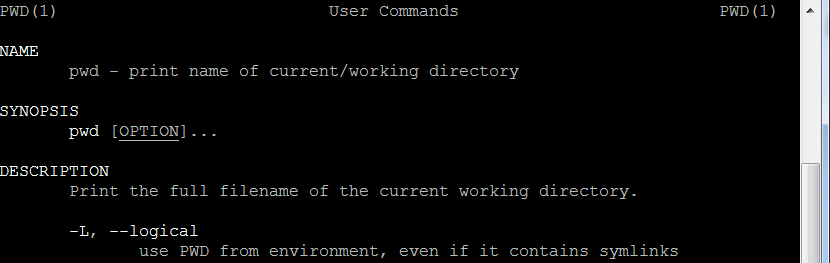 PWD(1) User Commands PWD(1)
NAME
pwd - print name of current/working directory
SYNOPSIS
pwd [OPTION]...
DESCRIPTION
Print the full filename of the current working directory.
-L, --logical
use PWD from environment, even if it contains symlinks